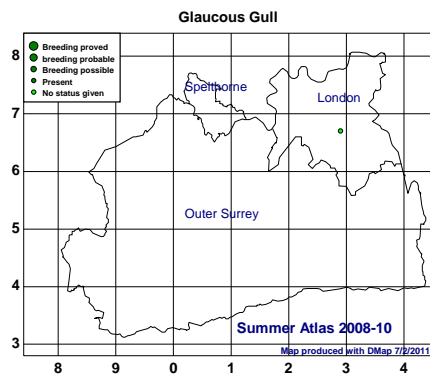 Glaucous Gull
Breeding proved
breeding probable
Breeding possible
Present
No status given
8
7
6
5
4
3
Spelthorne
London
Outer Surrey
Summer Atlas 2008-10
Map produced with DMap 7/2/2011
8 9 0 1 2 3 4